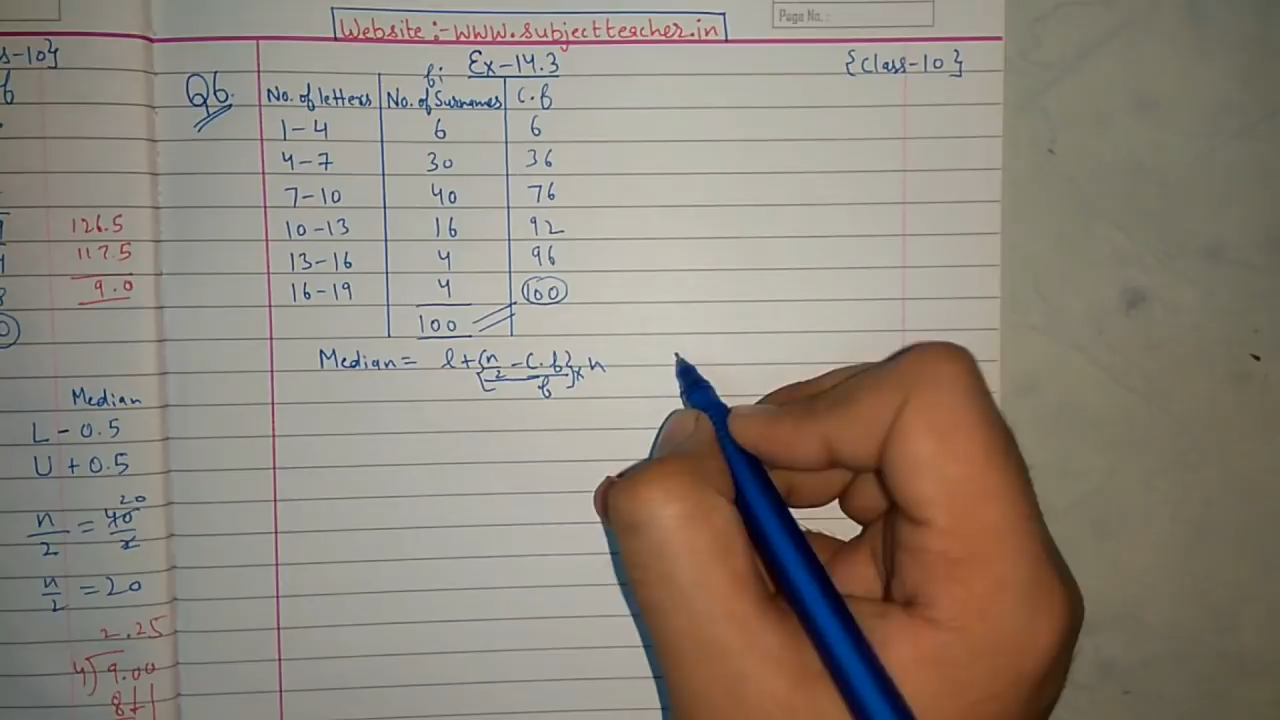 Website :- www.subjectteacher.in
Page No. :
s-10}
126.5
117.5
9.0
Median
L - 0.5
U + 0.5
n/2 = 40/2 20
n/2 = 20
2.25
4)9.00
8
Ex-14.3
{Class-10}
Q6.
fi
No. of letters No. of Surnames C.f
1-4 6 6
4-7 30 36
7-10 40 76
10-13 16 92
13-16 4 96
16-19 4 100
100
Median = l + {n/2 - C.f / f} x h